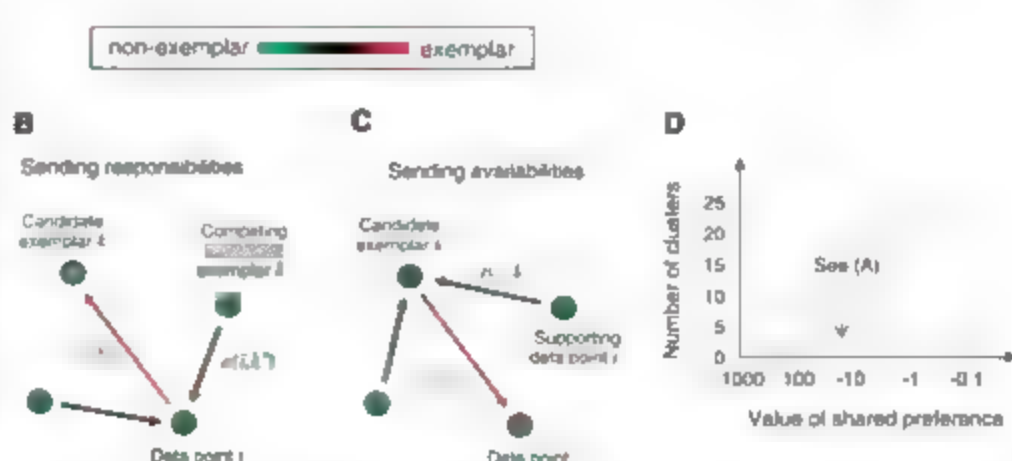 non-exemplar exemplar
B
Sending responsibilities
Candidate
exemplar k
Competing
exemplar
Data point i
C
Sending availabilities
Candidate
exemplar k
Supporting
data point
Data point
D
Number of clusters
25
20
15
10
5
0
See (A)
1000 100 -10 -1 -0.1
Value of shared preference